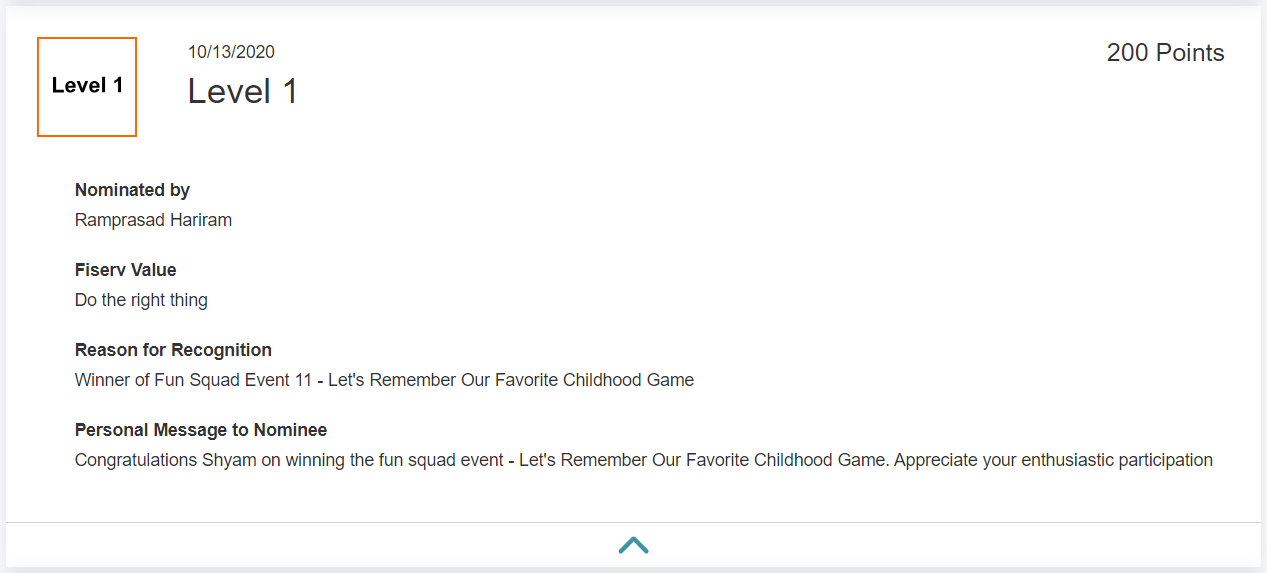 Level 1
10/13/2020
Level 1
200 Points
Nominated by
Ramprasad Hariram
Fiserv Value
Do the right thing
Reason for Recognition
Winner of Fun Squad Event 11 - Let's Remember Our Favorite Childhood Game
Personal Message to Nominee
Congratulations Shyam on winning the fun squad event - Let's Remember Our Favorite Childhood Game. Appreciate your enthusiastic participation